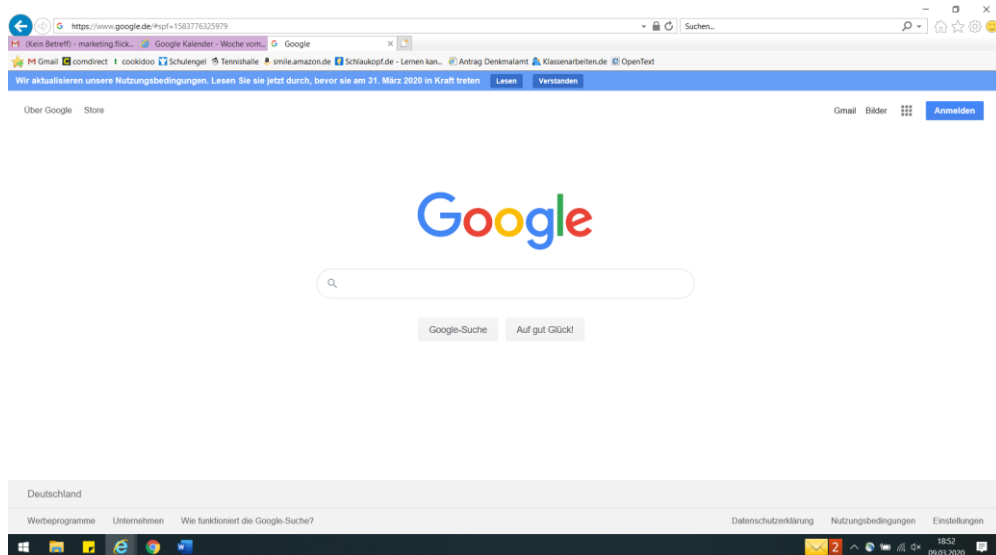 https://www.google.de/#spf=1583776325979
Suchen...
(Kein Betreff) - marketing.flick...
Google Kalender - Woche vom...
Google
M Gmail comdirect cookidoo Schulengel Tennishalle smile.amazon.de Schlaukopf.de - Lernen kan... Antrag Denkmalamt Klassenarbeiten.de OpenText
Wir aktualisieren unsere Nutzungsbedingungen. Lesen Sie sie jetzt durch, bevor sie am 31. März 2020 in Kraft treten Lesen Verstanden
Über Google Store Gmail Bilder Anmelden
Google
Google-Suche Auf gut Glück!
Deutschland
Werbeprogramme Unternehmen Wie funktioniert die Google-Suche? Datenschutzerklärung Nutzungsbedingungen Einstellungen
2
18:52
09.03.2020